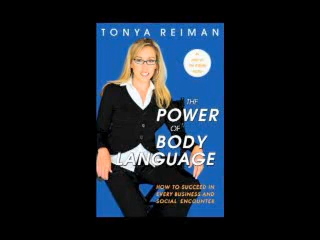 TONYA REIMAN
THE
POWER
OF
BODY
LANGUAGE
HOW TO SUCCEED IN
EVERY BUSINESS AND
SOCIAL ENCOUNTER